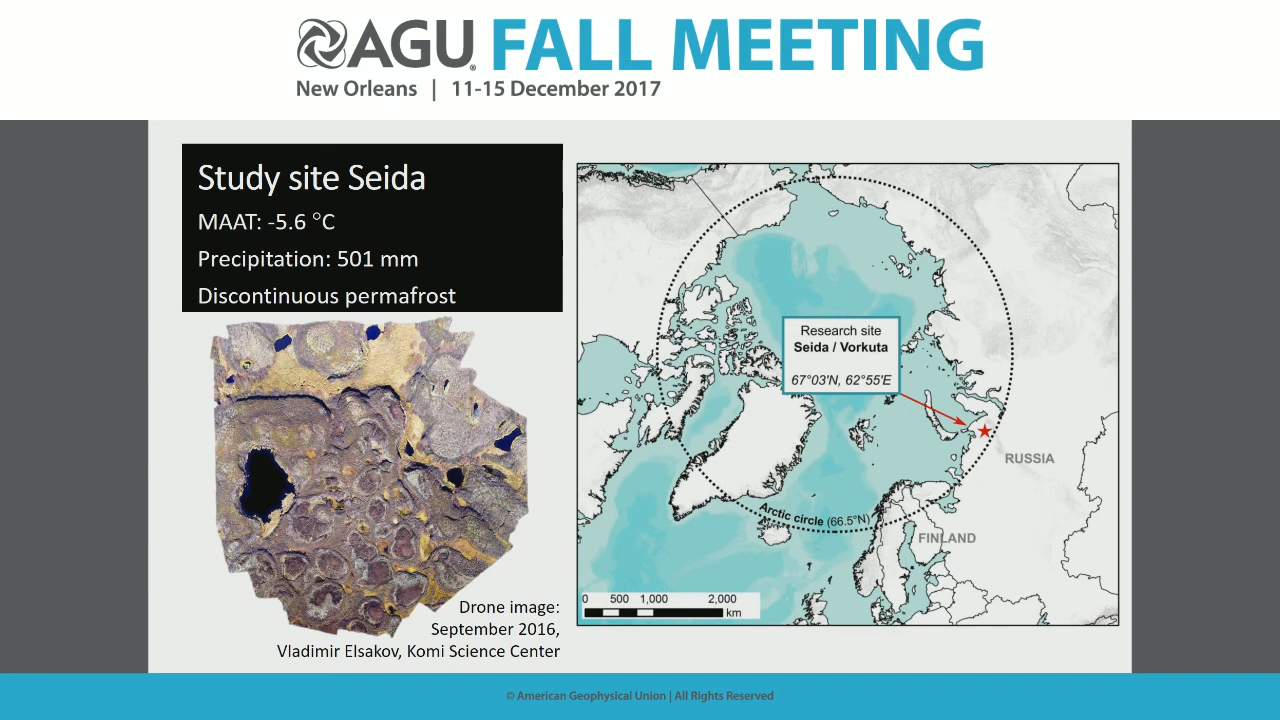 AGU FALL MEETING
New Orleans | 11-15 December 2017
Study site Seida
MAAT: -5.6 °C
Precipitation: 501 mm
Discontinuous permafrost
Drone image:
September 2016,
Vladimir Elsakov, Komi Science Center
Research site
Seida / Vorkuta
67°03'N, 62°55'E
RUSSIA
Arctic circle (66.5°N)
FINLAND
0 500 1,000 2,000
km
© American Geophysical Union | All Rights Reserved